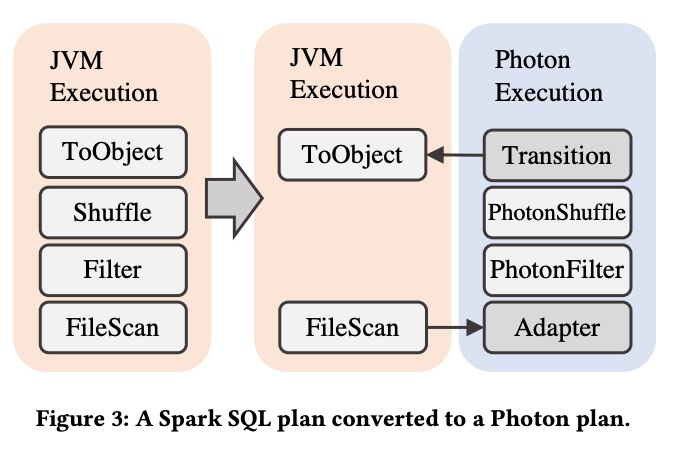 JVM
Execution
ToObject
Shuffle
Filter
FileScan
JVM
Execution
ToObject
FileScan
Photon
Execution
Transition
PhotonShuffle
PhotonFilter
Adapter
Figure 3: A Spark SQL plan converted to a Photon plan.